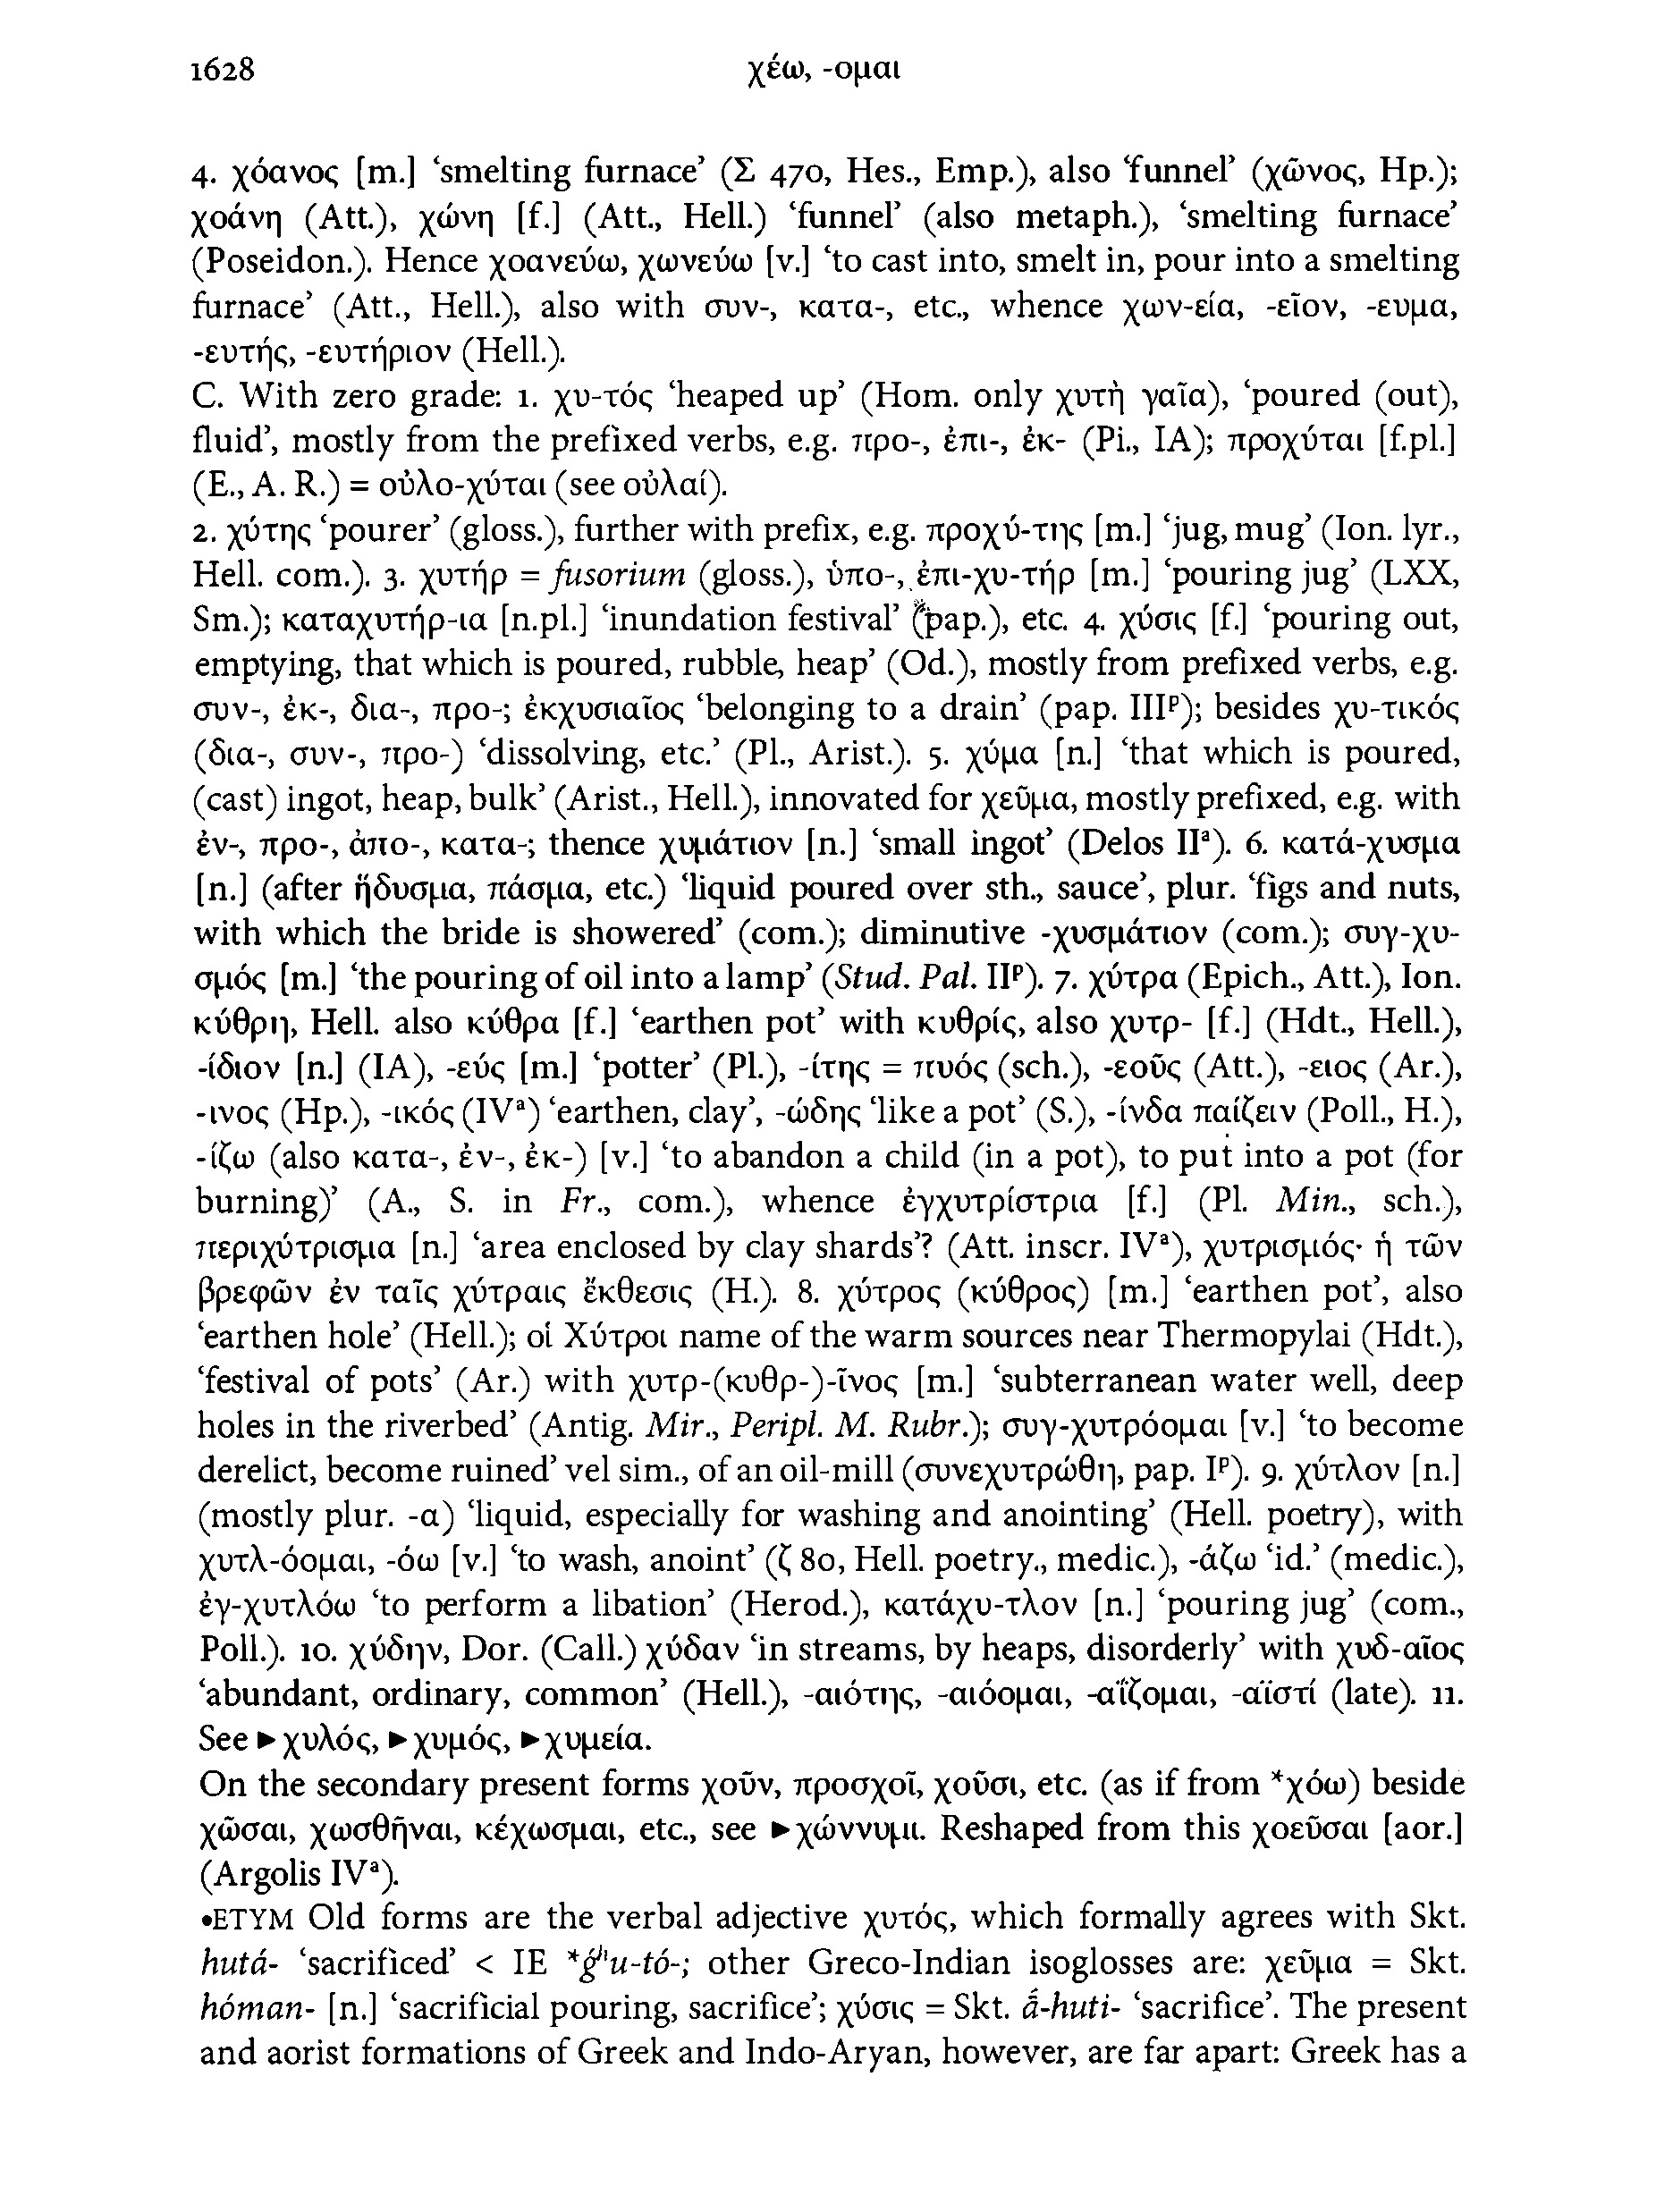 1628 χέω, -ομαι
4. χόανος [m.] ‘smelting furnace’ (Σ 470, Hes., Emp.), also ‘funnel’ (χῶνος, Hp.);
χοάνη (Att.), χώνη [f.] (Att., Hell.) ‘funnel’ (also metaph.), ‘smelting furnace’
(Poseidon.). Hence χοανεύω, χωνεύω [v.] ‘to cast into, smelt in, pour into a smelting
furnace’ (Att., Hell.), also with συν-, κατα-, etc., whence χων-εία, -εῖον, -ευμα,
-ευτής, -ευτήριον (Hell.).
C. With zero grade: 1. χυ-τός ‘heaped up’ (Hom. only χυτὴ γαῖα), ‘poured (out),
fluid’, mostly from the prefixed verbs, e.g. προ-, ἐπι-, ἐκ- (Pi., IA); προχύται [f.pl.]
(E., A. R.) = οὐλο-χύται (see οὐλαί).
2. χύτης ‘pourer’ (gloss.), further with prefix, e.g. προχύ-της [m.] ‘jug, mug’ (Ion. lyr.,
Hell. com.). 3. χυτήρ = fusorium (gloss.), ὑπο-, ἐπι-χυ-τήρ [m.] ‘pouring jug’ (LXX,
Sm.); καταχυτήρ-ια [n.pl.] ‘inundation festival’ (pap.), etc. 4. χύσις [f.] ‘pouring out,
emptying, that which is poured, rubble, heap’ (Od.), mostly from prefixed verbs, e.g.
συν-, ἐκ-, δια-, προ-; ἐκχυσιαῖος ‘belonging to a drain’ (pap. IIIᵖ); besides χυ-τικός
(δια-, συν-, προ-) ‘dissolving, etc.’ (Pl., Arist.). 5. χύμα [n.] ‘that which is poured,
(cast) ingot, heap, bulk’ (Arist., Hell.), innovated for χεῦμα, mostly prefixed, e.g. with
ἐν-, προ-, ἀπο-, κατα-; thence χυμάτιον [n.] ‘small ingot’ (Delos IIᵃ). 6. κατά-χυσμα
[n.] (after ἥδυσμα, πάσμα, etc.) ‘liquid poured over sth., sauce’, plur. ‘figs and nuts,
with which the bride is showered’ (com.); diminutive -χυσμάτιον (com.); συγ-χυ-
σμός [m.] ‘the pouring of oil into a lamp’ (Stud. Pal. IIᵖ). 7. χύτρα (Epich., Att.), Ion.
κύθρη, Hell. also κύθρα [f.] ‘earthen pot’ with κυθρίς, also χυτρ- [f.] (Hdt., Hell.),
-ίδιον [n.] (IA), -εύς [m.] ‘potter’ (Pl.), -ίτης = πυός (sch.), -εοῦς (Att.), -ειος (Ar.),
-ινος (Hp.), -ικός (IVᵃ) ‘earthen, clay’, -ώδης ‘like a pot’ (S.), -ίνδα παίζειν (Poll., H.),
-ίζω (also κατα-, ἐν-, ἐκ-) [v.] ‘to abandon a child (in a pot), to put into a pot (for
burning)’ (A., S. in Fr., com.), whence ἐγχυτρίστρια [f.] (Pl. Min., sch.),
περιχύτρισμα [n.] ‘area enclosed by clay shards’? (Att. inscr. IVᵃ), χυτρισμός· ἡ τῶν
βρεφῶν ἐν ταῖς χύτραις ἔκθεσις (H.). 8. χύτρος (κύθρος) [m.] ‘earthen pot’, also
‘earthen hole’ (Hell.); οἱ Χύτροι name of the warm sources near Thermopylai (Hdt.),
‘festival of pots’ (Ar.) with χυτρ-(κυθρ-)-ῖνος [m.] ‘subterranean water well, deep
holes in the riverbed’ (Antig. Mir., Peripl. M. Rubr.); συγ-χυτρόομαι [v.] ‘to become
derelict, become ruined’ vel sim., of an oil-mill (συνεχυτρώθη, pap. Iᵖ). 9. χύτλον [n.]
(mostly plur. -α) ‘liquid, especially for washing and anointing’ (Hell. poetry), with
χυτλ-όομαι, -όω [v.] ‘to wash, anoint’ (ζ 80, Hell. poetry., medic.), -άζω ‘id.’ (medic.),
ἐγ-χυτλόω ‘to perform a libation’ (Herod.), κατάχυ-τλον [n.] ‘pouring jug’ (com.,
Poll.). 10. χύδην, Dor. (Call.) χύδαν ‘in streams, by heaps, disorderly’ with χυδ-αῖος
‘abundant, ordinary, common’ (Hell.), -αιότης, -αιόομαι, -αΐζομαι, -αϊστί (late). 11.
See ►χυλός, ►χυμός, ►χυμεία.
On the secondary present forms χοῦν, προσχοῖ, χοῦσι, etc. (as if from *χόω) beside
χῶσαι, χωσθῆναι, κέχωσμαι, etc., see ►χώννυμι. Reshaped from this χοεῦσαι [aor.]
(Argolis IVᵃ).
•ETYM Old forms are the verbal adjective χυτός, which formally agrees with Skt.
hutá- ‘sacrificed’ < IE *ǵʰu-tó-; other Greco-Indian isoglosses are: χεῦμα = Skt.
hóman- [n.] ‘sacrificial pouring, sacrifice’; χύσις = Skt. ā́-huti- ‘sacrifice’. The present
and aorist formations of Greek and Indo-Aryan, however, are far apart: Greek has a